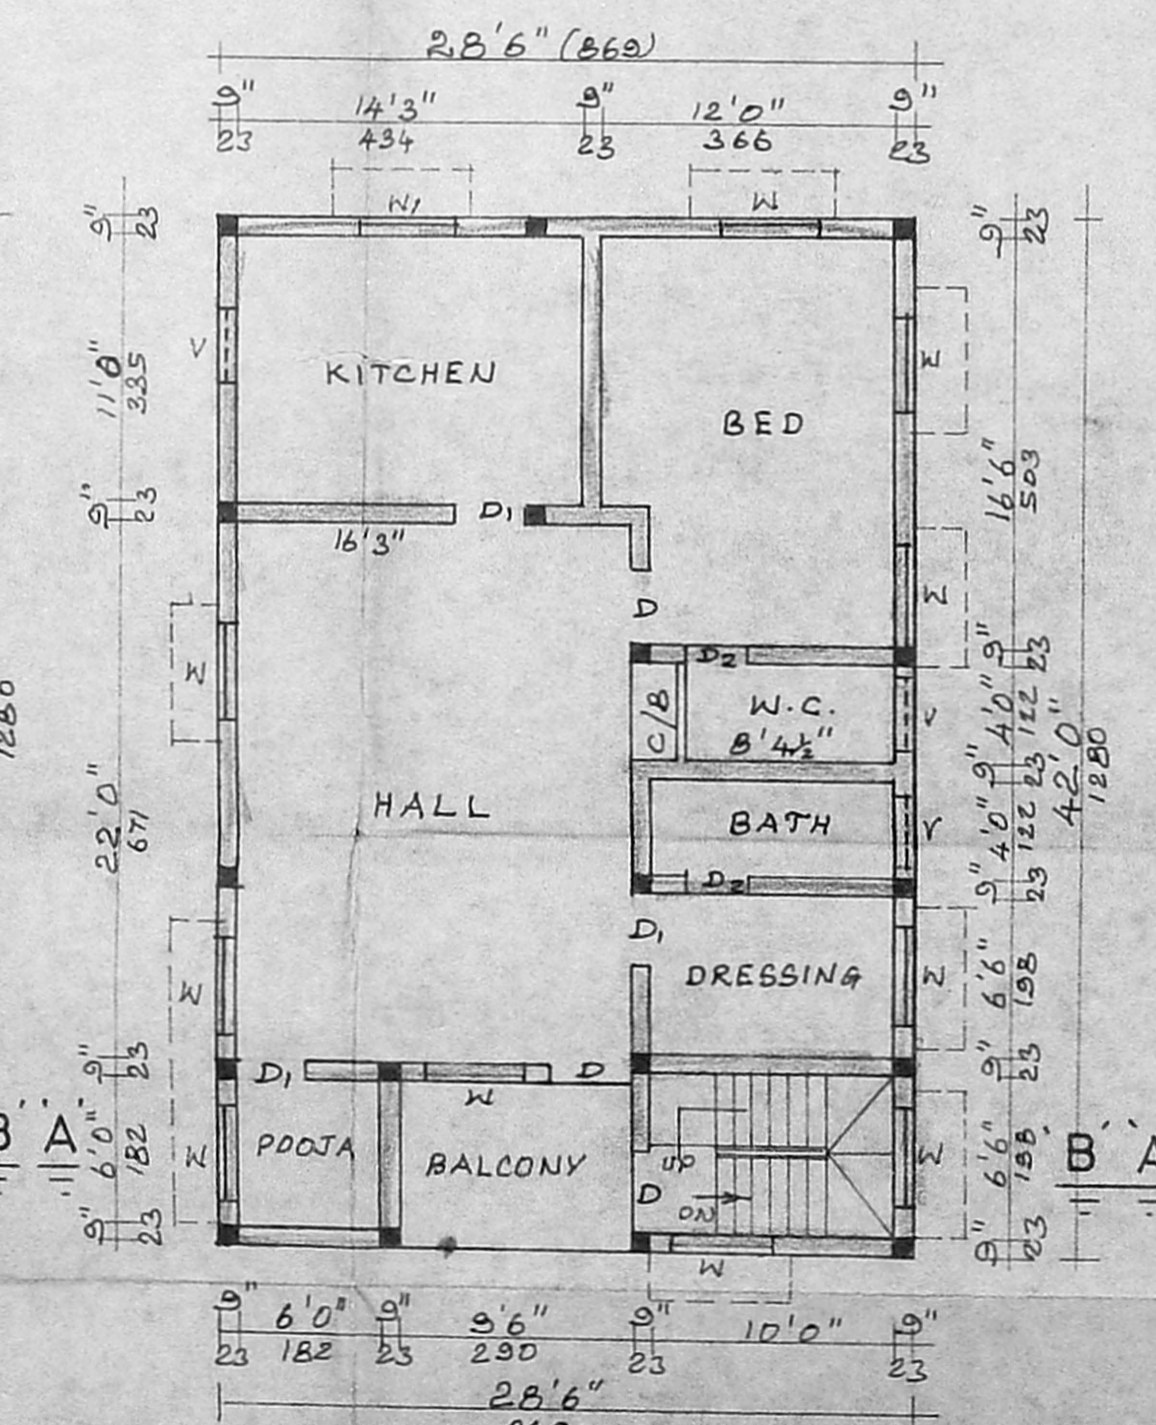 28'6" (869)
9" 14'3" 9" 12'0" 9"
23 434 23 366 23
W1 W
9" 23
9" 23
V
11'0" 335
KITCHEN
W
BED
16'6" 503
9" 23
D1
16'3"
D
W
W
D2
9" 23
C/B
W.C.
8'4½"
V
4'0" 122
9" 23
42'0" 1280
1280
22'0" 671
HALL
BATH
V
4'0" 122
D2
9" 23
D1
W
DRESSING
W
6'6" 198
9" 23
D1
W
D
9" 23
B' 'A'
6'0" 182
W
POOJA
BALCONY
UP
D
DN
W
6'6" 198
B' 'A
9" 23
9" 23
W
9" 6'0" 9" 9'6" 9" 10'0" 9"
23 182 23 290 23 23
28'6"